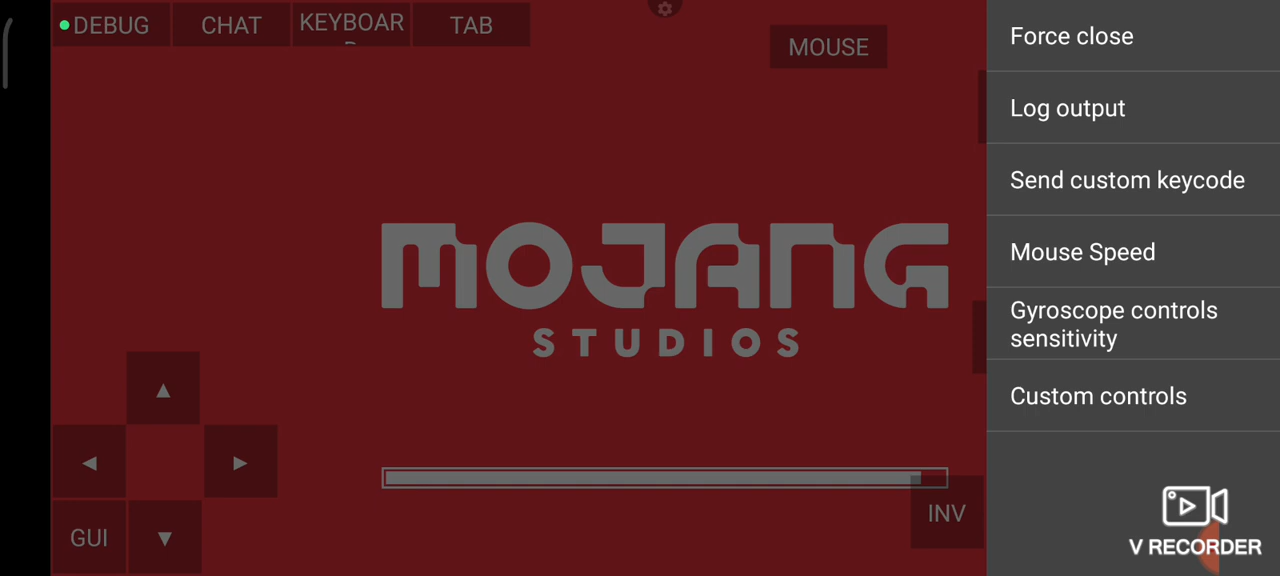 DEBUG
CHAT
KEYBOAR
TAB
MOUSE
MOJANG
STUDIOS
GUI
INV
Force close
Log output
Send custom keycode
Mouse Speed
Gyroscope controls
sensitivity
Custom controls
V RECORDER